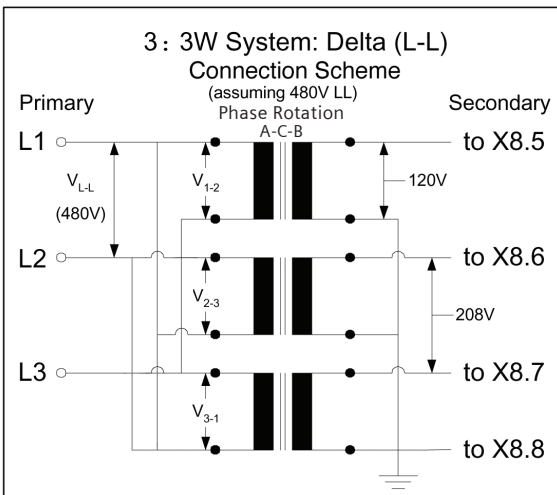 3: 3W System: Delta (L-L)
Connection Scheme
(assuming 480V LL)
Phase Rotation
A-C-B
Primary
Secondary
L1
to X8.5
V1-2
120V
VL-L
(480V)
L2
to X8.6
V2-3
208V
L3
to X8.7
V3-1
to X8.8